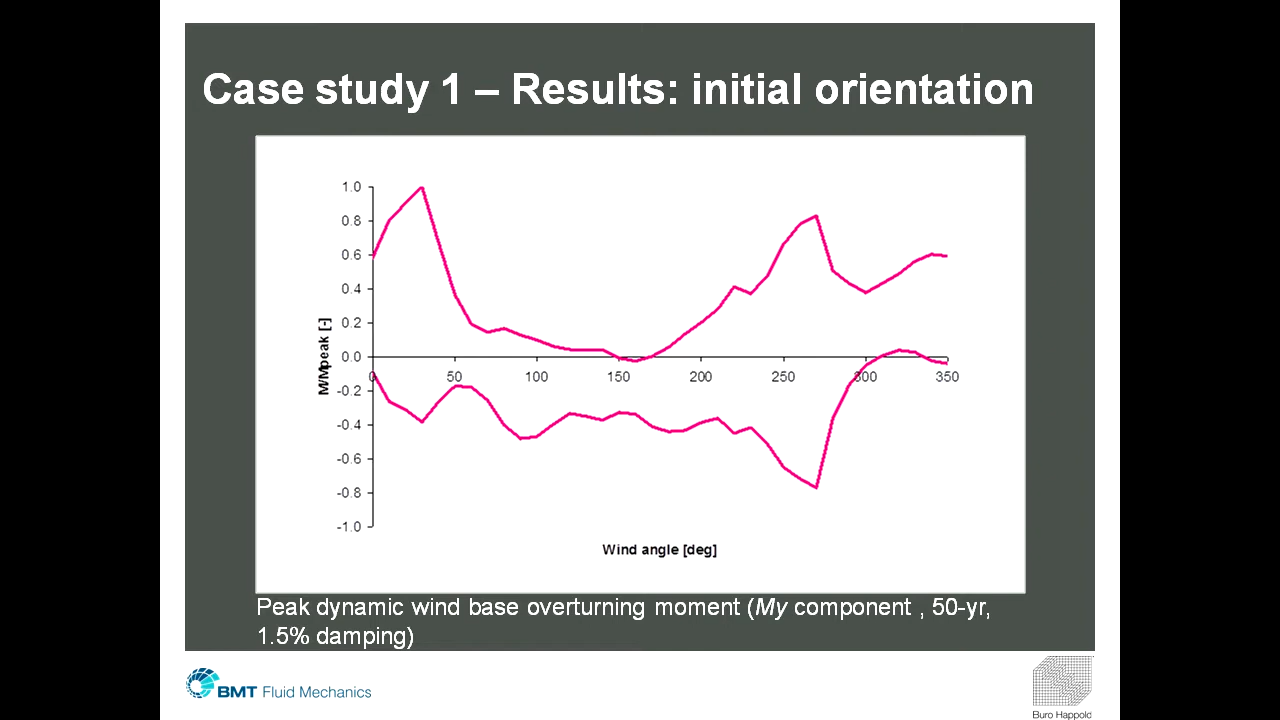 Case study 1 – Results: initial orientation
1.0
0.8
0.6
0.4
0.2
0.0
-0.2
-0.4
-0.6
-0.8
-1.0
M/Mpeak [-]
0 50 100 150 200 250 300 350
Wind angle [deg]
Peak dynamic wind base overturning moment (My component , 50-yr,
1.5% damping)
BMT Fluid Mechanics
Buro Happold